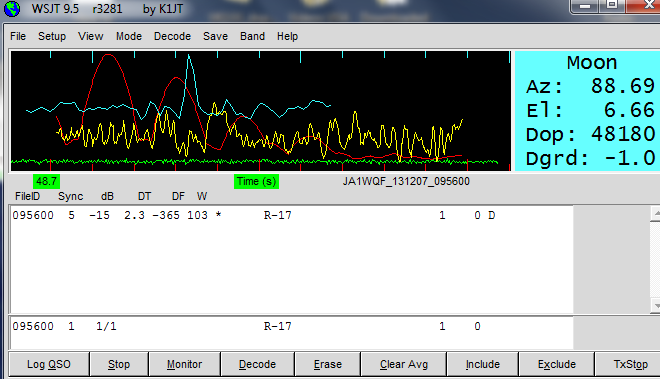 WSJT 9.5 r3281 by K1JT
File Setup View Mode Decode Save Band Help
Moon
Az: 88.69
El: 6.66
Dop: 48180
Dgrd: -1.0
48.7 Time (s) JA1WQF_131207_095600
FileID Sync dB DT DF W
095600 5 -15 2.3 -365 103 * R-17 1 0 D
095600 1 1/1 R-17 1 0
Log QSO Stop Monitor Decode Erase Clear Avg Include Exclude TxStop